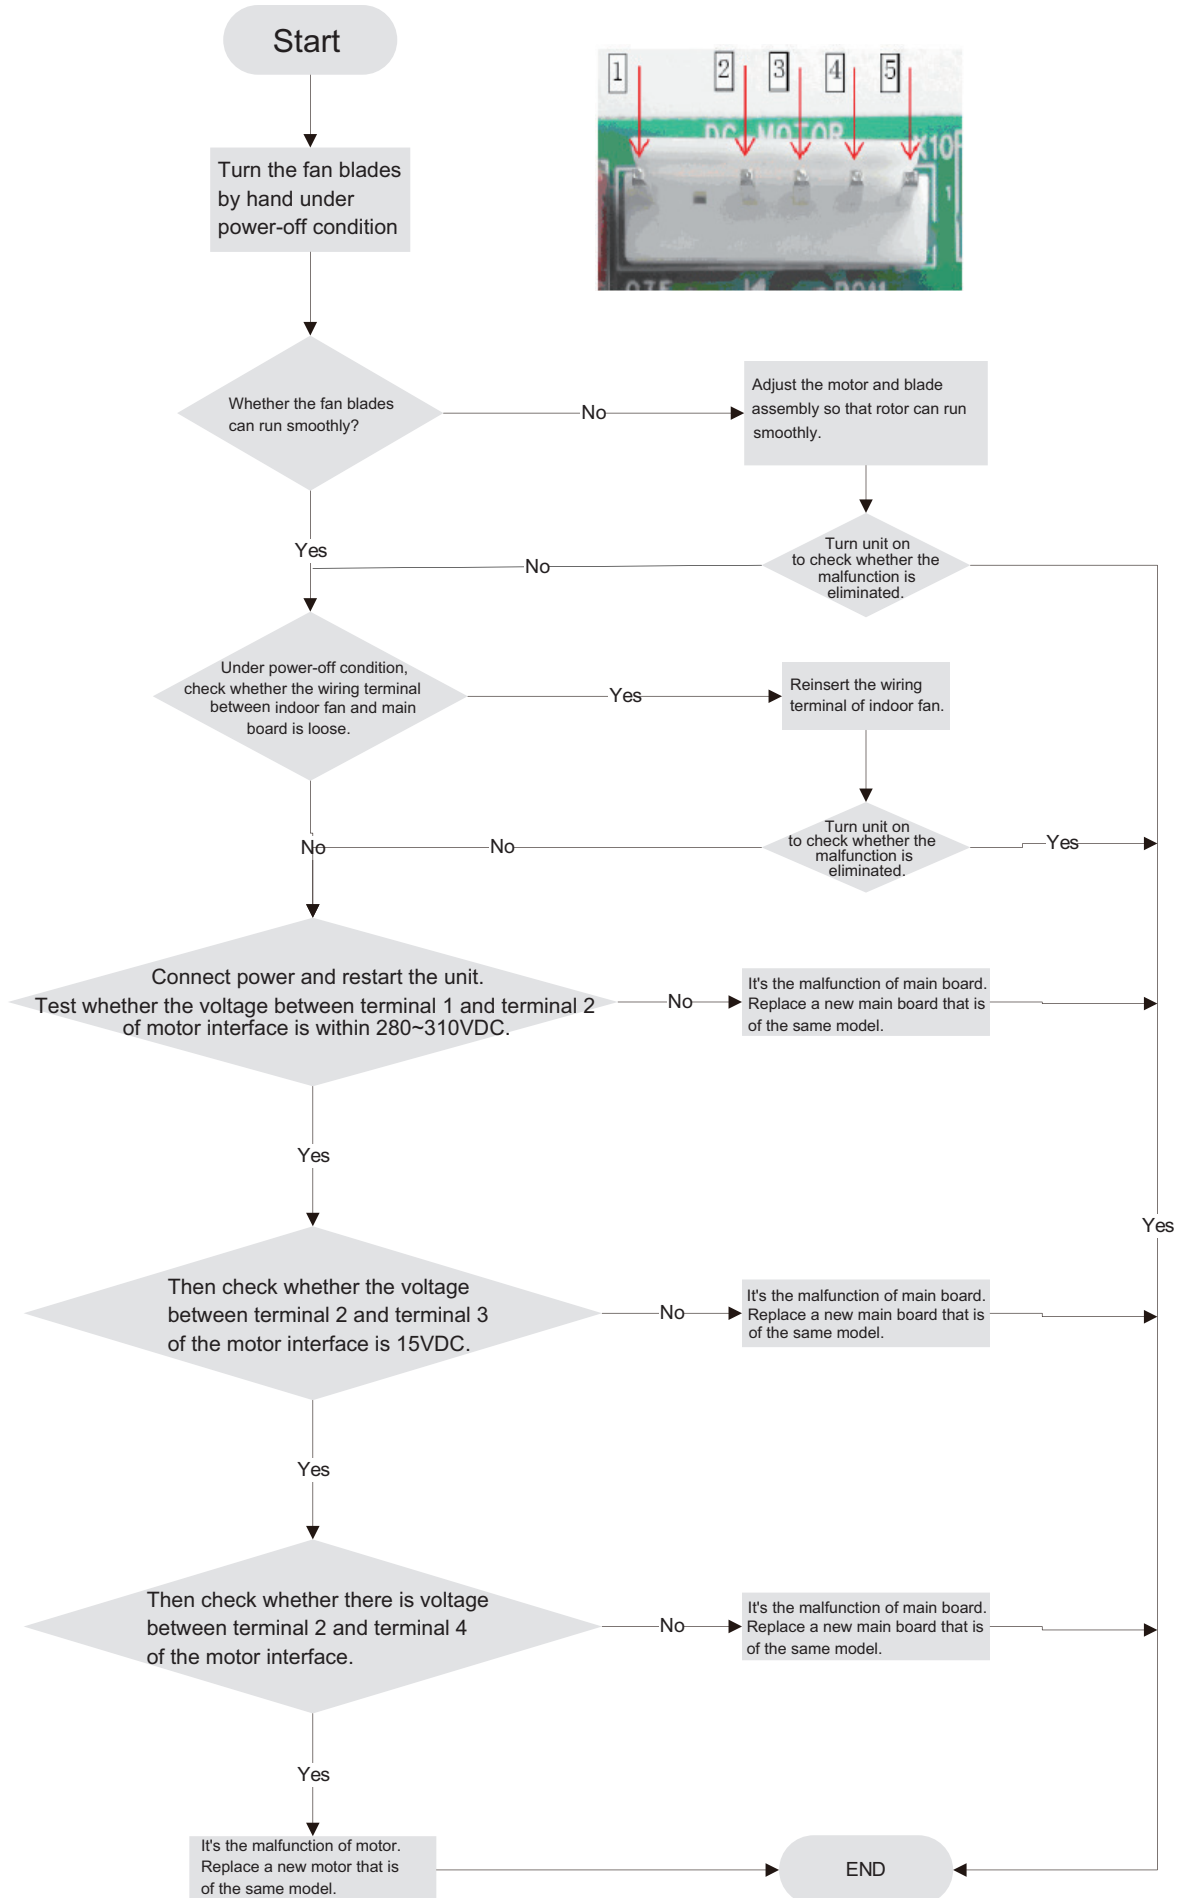 Start
1
2
3
4
5
DC MOTOR
1
Turn the fan blades
by hand under
power-off condition
Whether the fan blades
can run smoothly?
No
Adjust the motor and blade
assembly so that rotor can run
smoothly.
Yes
Turn unit on
to check whether the
malfunction is
eliminated.
No
Under power-off condition,
check whether the wiring terminal
between indoor fan and main
board is loose.
Yes
Reinsert the wiring
terminal of indoor fan.
Turn unit on
to check whether the
malfunction is
eliminated.
Yes
No
No
Connect power and restart the unit.
Test whether the voltage between terminal 1 and terminal 2
of motor interface is within 280~310VDC.
No
It's the malfunction of main board.
Replace a new main board that is
of the same model.
Yes
Yes
Then check whether the voltage
between terminal 2 and terminal 3
of the motor interface is 15VDC.
No
It's the malfunction of main board.
Replace a new main board that is
of the same model.
Yes
Then check whether there is voltage
between terminal 2 and terminal 4
of the motor interface.
No
It's the malfunction of main board.
Replace a new main board that is
of the same model.
Yes
It's the malfunction of motor.
Replace a new motor that is
of the same model.
END